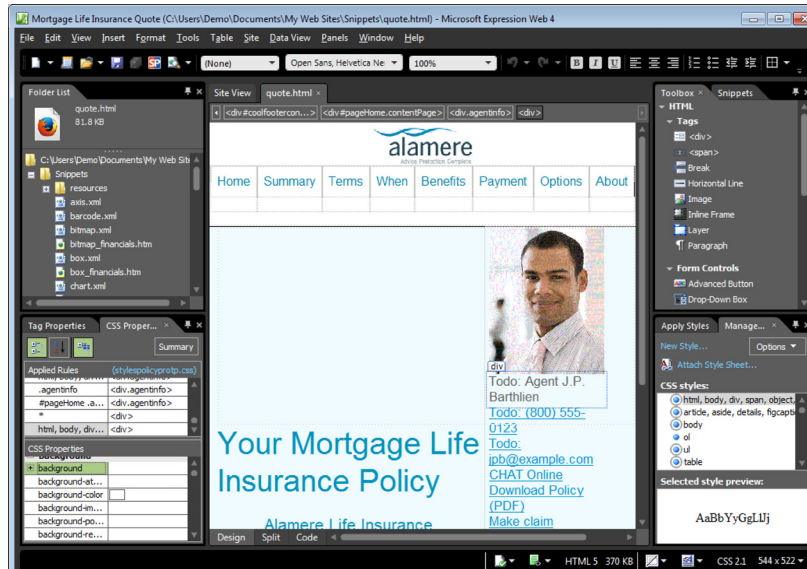 Mortgage Life Insurance Quote (C:\Users\Demo\Documents\My Web Sites\Snippets\quote.html) - Microsoft Expression Web 4
File Edit View Insert Format Tools Table Site Data View Panels Window Help
(None) Open Sans, Helvetica Ne 100% B I U
Folder List
quote.html
81.8 KB
C:\Users\Demo\Documents\My Web Site
Snippets
resources
axis.xml
barcode.xml
bitmap.xml
bitmap_financials.htm
box.xml
box_financials.htm
chart.xml
Tag Properties CSS Proper...
Summary
Applied Rules (stylespolicyprotp.css)
html, body, div... <div.agentinfo>
.agentinfo <div.agentinfo>
#pageHome .a... <div.agentinfo>
* <div>
html, body, div... <div>
CSS Properties
background
background
background-at...
background-color
background-im...
background-po...
background-re...
Site View quote.html
<div#coolfootercon...> <div#pageHome.contentPage> <div.agentinfo> <div>
alamere
Advice Protection Complete
Home Summary Terms When Benefits Payment Options About
div
Todo: Agent J.P.
Barthlien
Todo: (800) 555-
0123
Todo:
jpb@example.com
CHAT Online
Download Policy
(PDF)
Make claim
Your Mortgage Life
Insurance Policy
Alamere Life Insurance
Design Split Code
Toolbox Snippets
HTML
Tags
<div>
<span>
Break
Horizontal Line
Image
Inline Frame
Layer
Paragraph
Form Controls
Advanced Button
Drop-Down Box
Apply Styles Manage...
New Style... Options
Attach Style Sheet...
CSS styles:
html, body, div, span, object,
article, aside, details, figcapti
body
ol
ul
table
Selected style preview:
AaBbYyGgLlJj
HTML 5 370 KB CSS 2.1 544 x 522